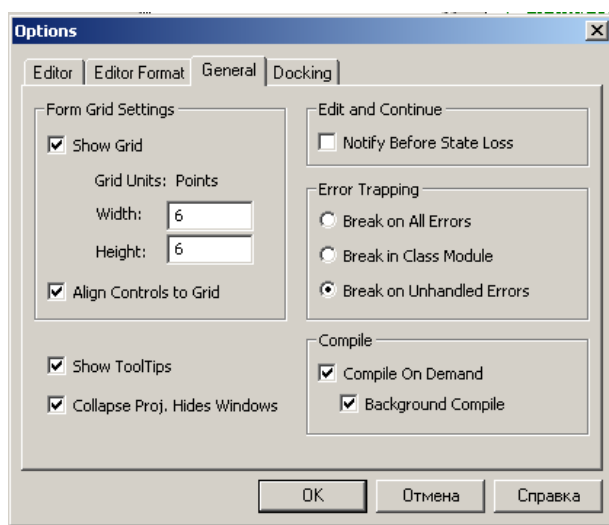 Options
Editor
Editor Format
General
Docking
Form Grid Settings
Show Grid
Grid Units: Points
Width: 6
Height: 6
Align Controls to Grid
Show ToolTips
Collapse Proj. Hides Windows
Edit and Continue
Notify Before State Loss
Error Trapping
Break on All Errors
Break in Class Module
Break on Unhandled Errors
Compile
Compile On Demand
Background Compile
OK
Отмена
Справка